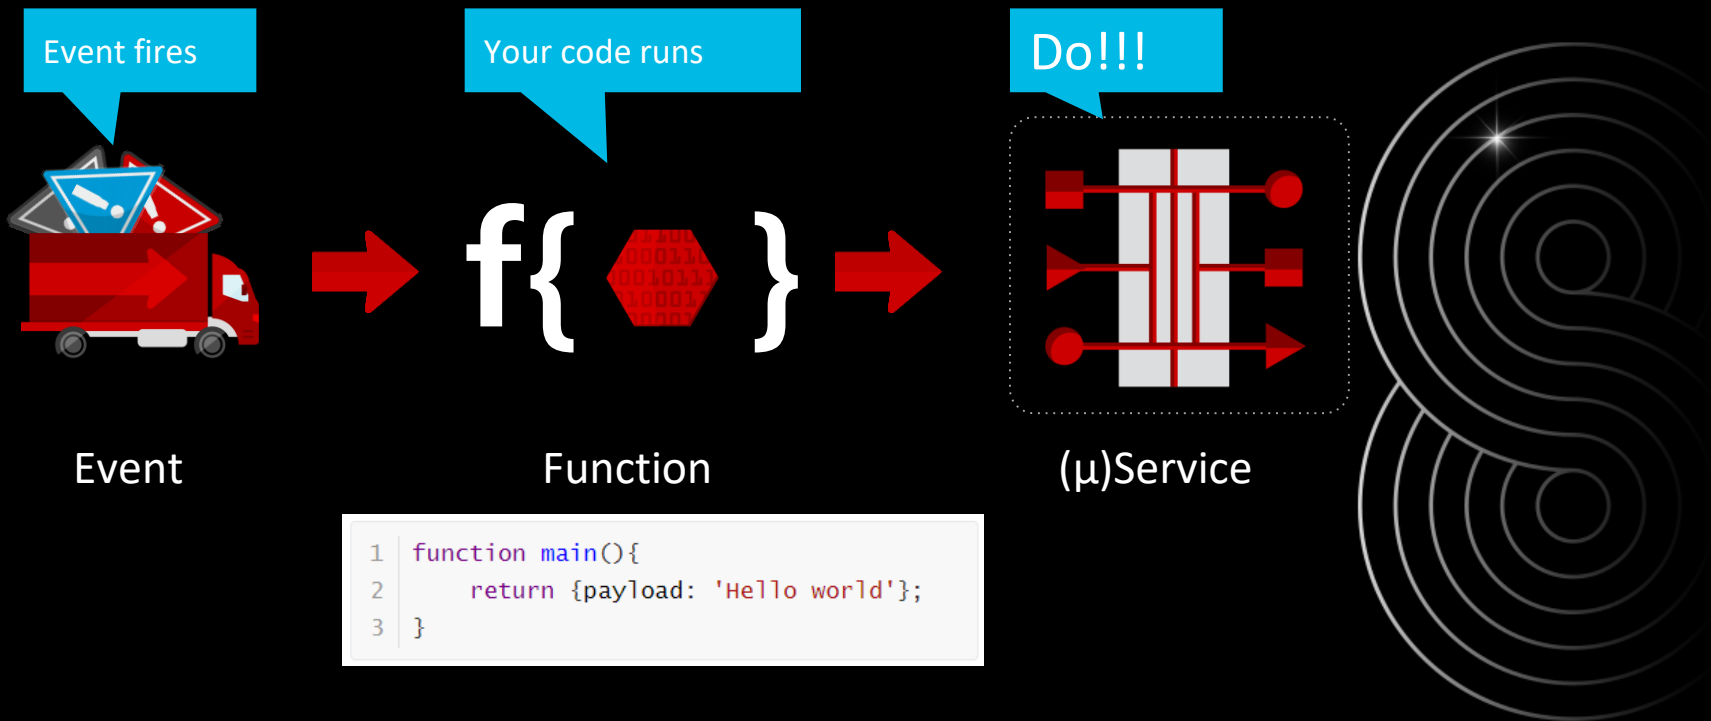 Event fires
Your code runs
Do!!!
f{ }
Event
Function
(μ)Service
1 function main(){
2 return {payload: 'Hello world'};
3 }